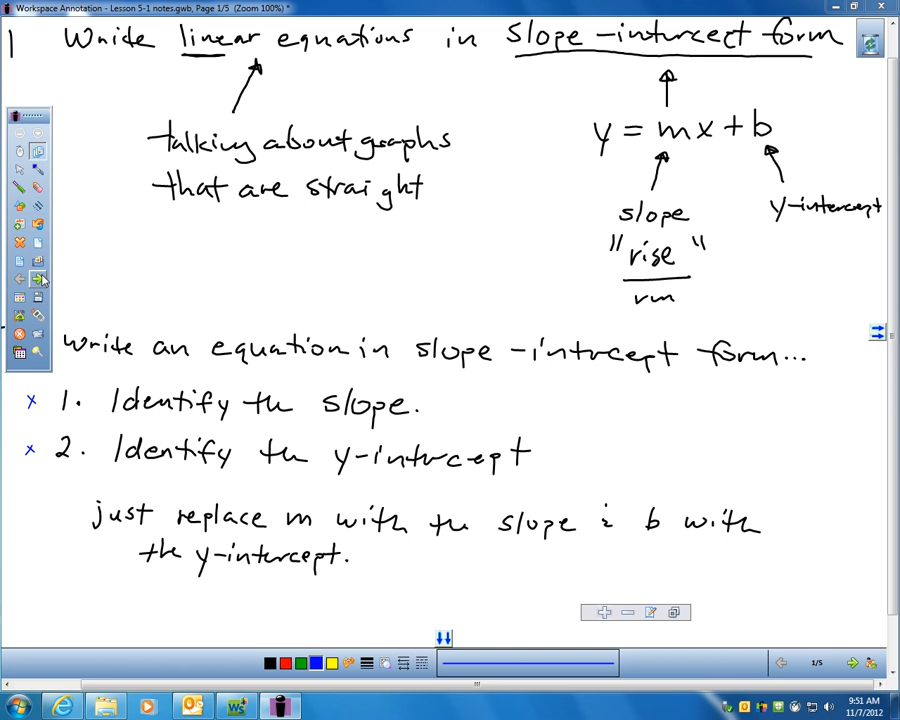 Workspace Annotation - Lesson 5-1 notes.gwb, Page 1/5 (Zoom 100%) *
1 Write linear equations in slope-intercept form
talking about graphs
that are straight
y = mx + b
slope
y-intercept
"rise"
run
Write an equation in slope-intercept form...
x 1. Identify the slope.
x 2. Identify the y-intercept
just replace m with the slope & b with
the y-intercept.
1/5
9:51 AM
11/7/2012